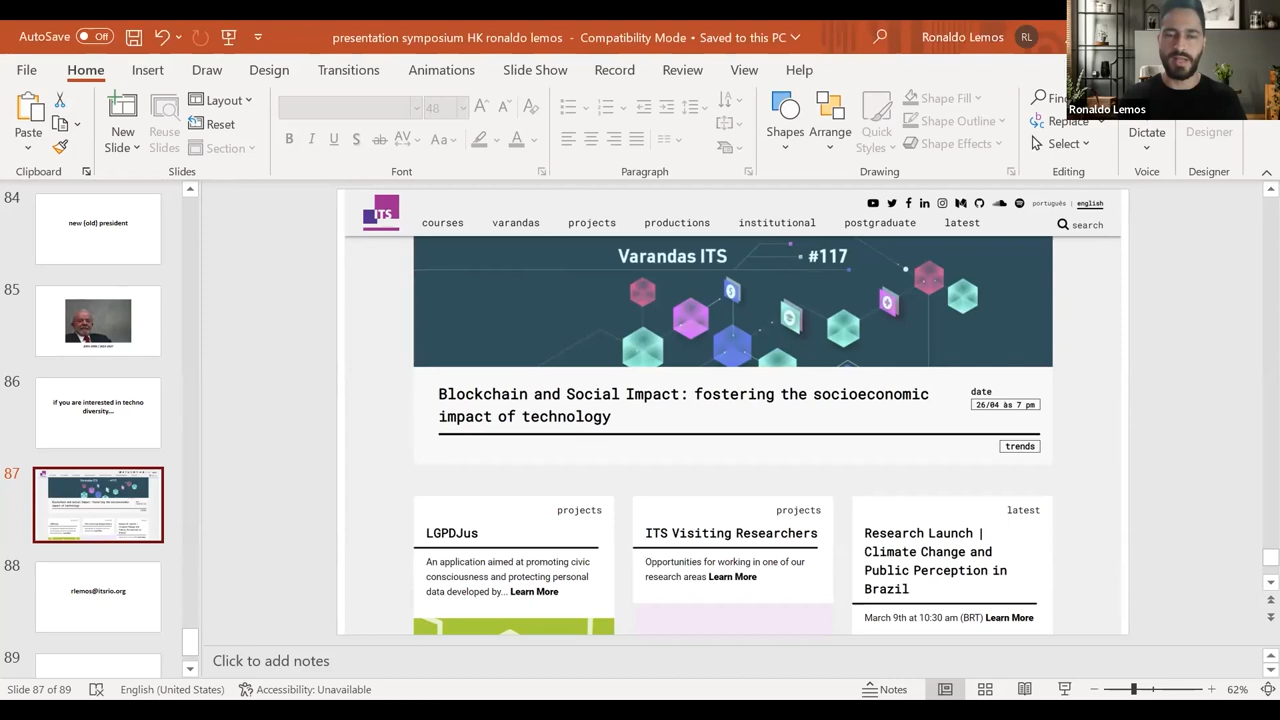 AutoSave Off
presentation symposium HK ronaldo lemos - Compatibility Mode • Saved to this PC
Ronaldo Lemos RL
Ronaldo Lemos
File Home Insert Draw Design Transitions Animations Slide Show Record Review View Help
Paste
Clipboard
New Slide
Reuse Slides
Layout
Reset
Section
Slides
48
B I U S ab AV Aa A
Font
Paragraph
Shapes
Arrange
Quick Styles
Shape Fill
Shape Outline
Shape Effects
Drawing
Replace
Select
Editing
Dictate
Voice
Designer
Designer
84
new (old) president
85
86
if you are interested in techno diversity...
87
88
rlemos@itsrio.org
89
ITS
português | english
courses varandas projects productions institutional postgraduate latest
search
Varandas ITS #117
Blockchain and Social Impact: fostering the socioeconomic
impact of technology
date
26/04 às 7 pm
trends
projects
LGPDJus
An application aimed at promoting civic
consciousness and protecting personal
data developed by... Learn More
projects
ITS Visiting Researchers
Opportunities for working in one of our
research areas Learn More
latest
Research Launch |
Climate Change and
Public Perception in
Brazil
March 9th at 10:30 am (BRT) Learn More
Click to add notes
Slide 87 of 89 English (United States) Accessibility: Unavailable Notes 62%